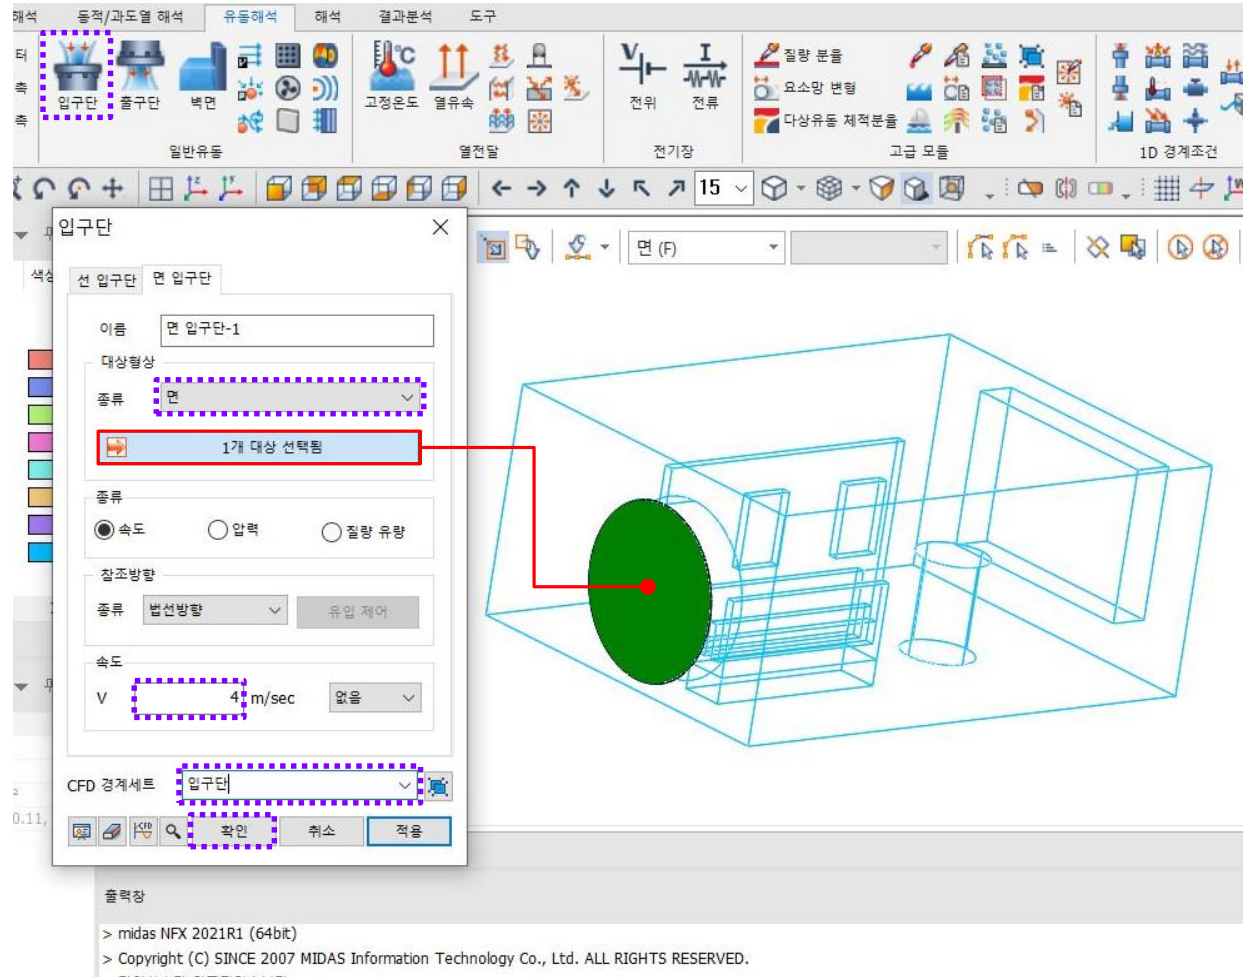 해석 동적/과도열 해석 유동해석 해석 결과분석 도구
터
축
축
입구단 출구단 벽면
일반유동
고정온도 열유속
열전달
V I
전위 전류
전기장
질량 분율
요소망 변형
다상유동 체적분율
고급 모듈
1D 경계조건
15
입구단
색상
면 (F)
선 입구단 면 입구단
이름 면 입구단-1
대상형상
종류 면
1개 대상 선택됨
종류
속도 압력 질량 유량
참조방향
종류 법선방향 유입 제어
속도
V 4 m/sec 없음
CFD 경계세트 입구단
0.11,
확인 취소 적용
출력창
> midas NFX 2021R1 (64bit)
> Copyright (C) SINCE 2007 MIDAS Information Technology Co., Ltd. ALL RIGHTS RESERVED.